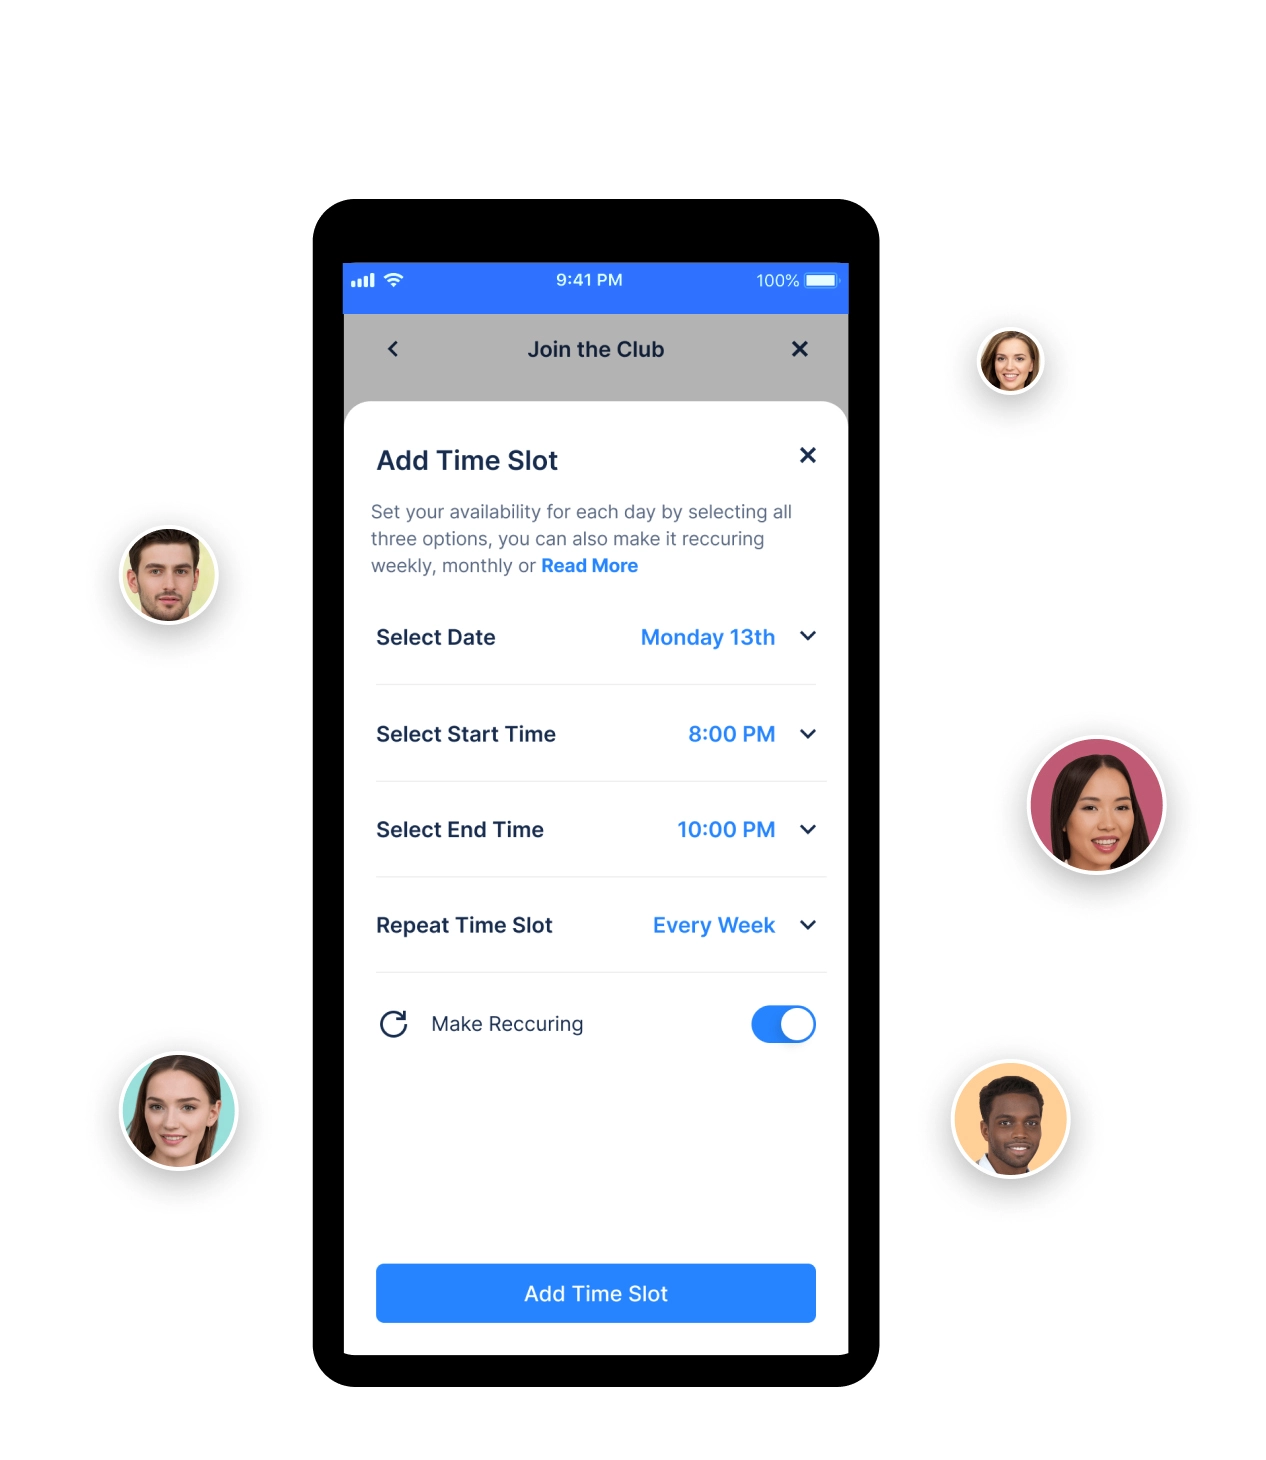 9:41 PM 100%
Join the Club
Add Time Slot
Set your availability for each day by selecting all
three options, you can also make it reccuring
weekly, monthly or Read More
Select Date Monday 13th
Select Start Time 8:00 PM
Select End Time 10:00 PM
Repeat Time Slot Every Week
Make Reccuring
Add Time Slot